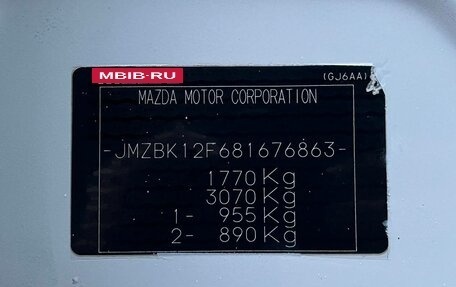 MBIB-RU
(GJ6AA)
MAZDA MOTOR CORPORATION
-JMZBK12F681676863-
1770Kg
3070Kg
1- 955Kg
2- 890Kg